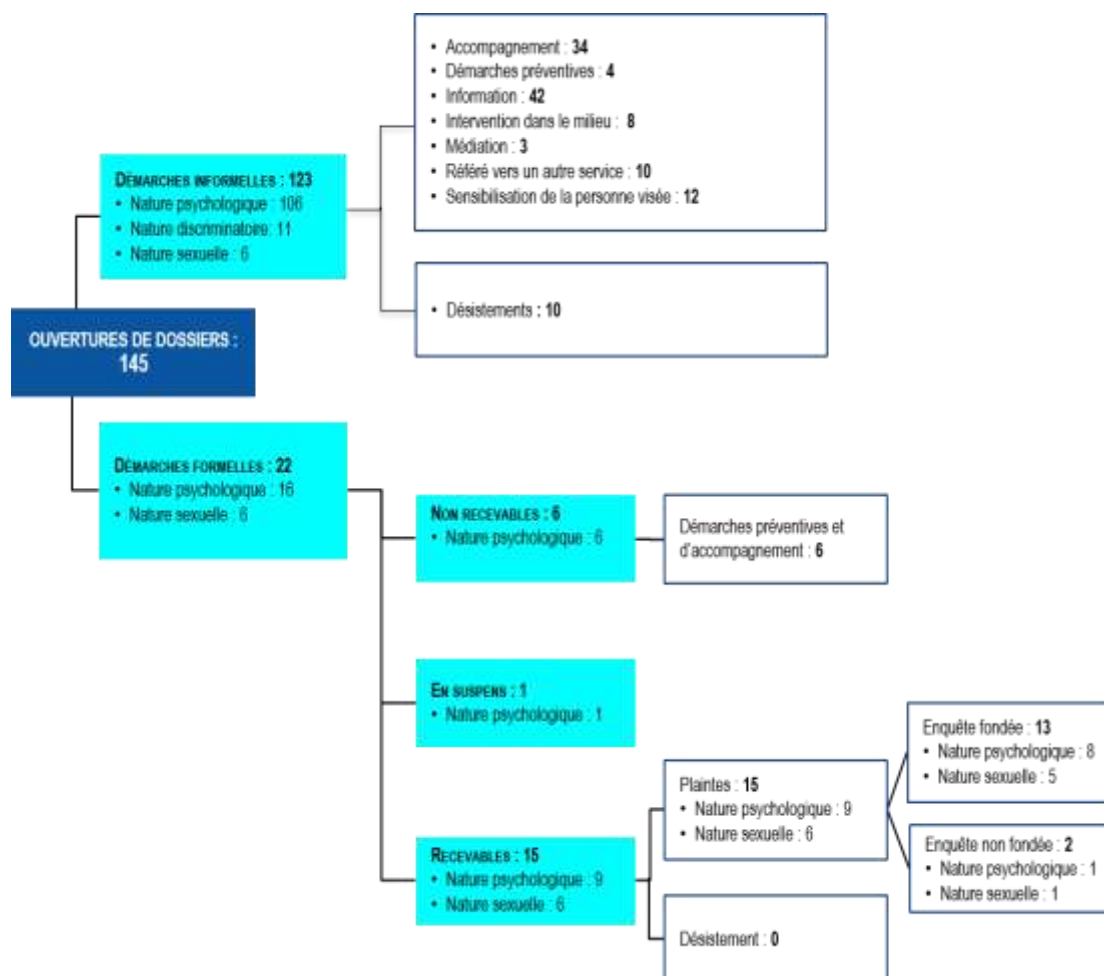 • Accompagnement : 34
• Démarches préventives : 4
• Information : 42
• Intervention dans le milieu : 8
• Médiation : 3
• Référé vers un autre service : 10
• Sensibilisation de la personne visée : 12
DÉMARCHES INFORMELLES : 123
• Nature psychologique : 106
• Nature discriminatoire: 11
• Nature sexuelle : 6
• Désistements : 10
OUVERTURES DE DOSSIERS :
145
DÉMARCHES FORMELLES : 22
• Nature psychologique : 16
• Nature sexuelle : 6
NON RECEVABLES : 6
• Nature psychologique : 6
Démarches préventives et
d'accompagnement : 6
EN SUSPENS : 1
• Nature psychologique : 1
RECEVABLES : 15
• Nature psychologique : 9
• Nature sexuelle : 6
Plaintes : 15
• Nature psychologique : 9
• Nature sexuelle : 6
Désistement : 0
Enquête fondée : 13
• Nature psychologique : 8
• Nature sexuelle : 5
Enquête non fondée : 2
• Nature psychologique : 1
• Nature sexuelle : 1